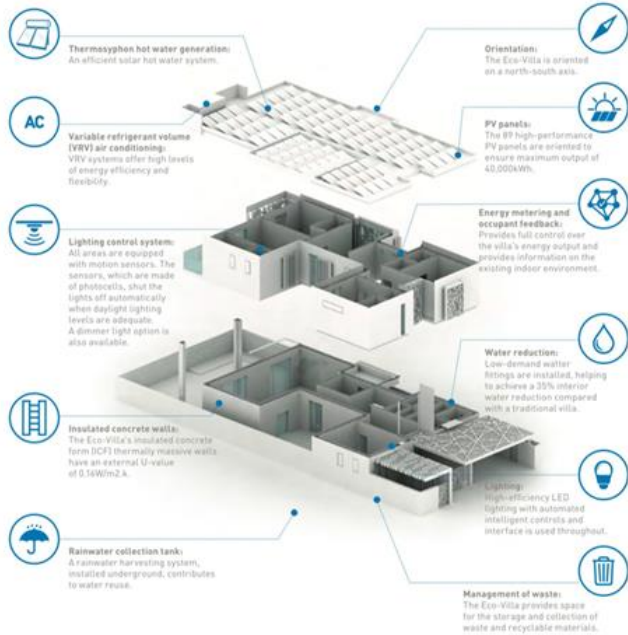 Thermosyphon hot water generation:
An efficient solar hot water system.
AC
Variable refrigerant volume
(VRV) air conditioning:
VRV systems offer high levels
of energy efficiency and
flexibility.
Lighting control system:
All areas are equipped
with motion sensors. The
sensors, which are made
of photocells, shut the
lights off automatically
when daylight lighting
levels are adequate.
A dimmer light option is
also available.
Insulated concrete walls:
The Eco-Villa's insulated concrete
form (ICF) thermally massive walls
have an external U-value
of 0.16W/m2.k.
Rainwater collection tank:
A rainwater harvesting system,
installed underground, contributes
to water reuse.
Orientation:
The Eco-Villa is oriented
on a north-south axis.
PV panels:
The 89 high-performance
PV panels are oriented to
ensure maximum output of
40,000kWh.
Energy metering and
occupant feedback:
Provides full control over
the villa's energy output and
provides information on the
existing indoor environment.
Water reduction:
Low-demand watter
fittings are installed, helping
to achieve a 35% interior
water reduction compared
with a traditional villa.
Lighting:
High-efficiency LED
lighting with automated
intelligent controls and
interface is used throughout.
Management of waste:
The Eco-Villa provides space
for the storage and collection of
waste and recyclable materials.